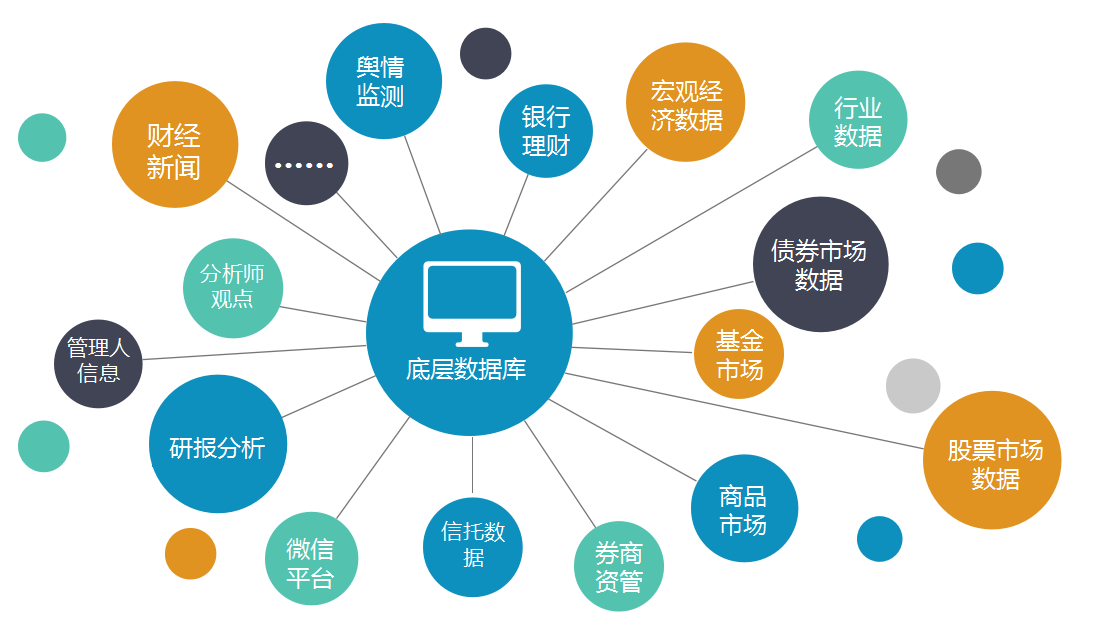 舆情
监测
宏观经
济数据
银行
理财
行业
数据
财经
新闻
……
债券市场
数据
分析师
观点
基金
市场
管理人
信息
底层数据库
研报分析
股票市场
数据
商品
市场
信托数
据
微信
平台
券商
资管